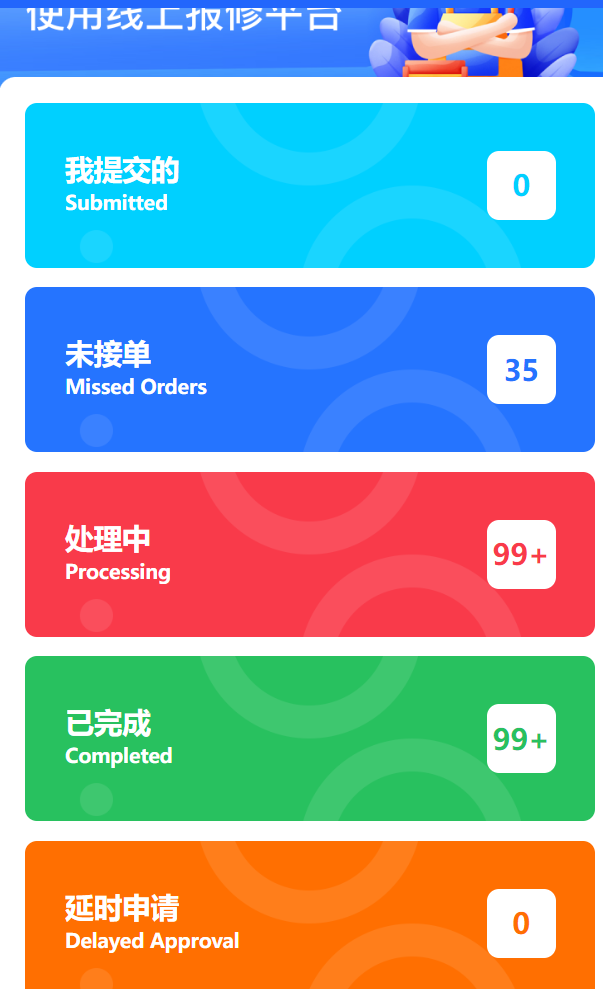 使用线上报修平台
我提交的
Submitted
0
未接单
Missed Orders
35
处理中
Processing
99+
已完成
Completed
99+
延时申请
Delayed Approval
0